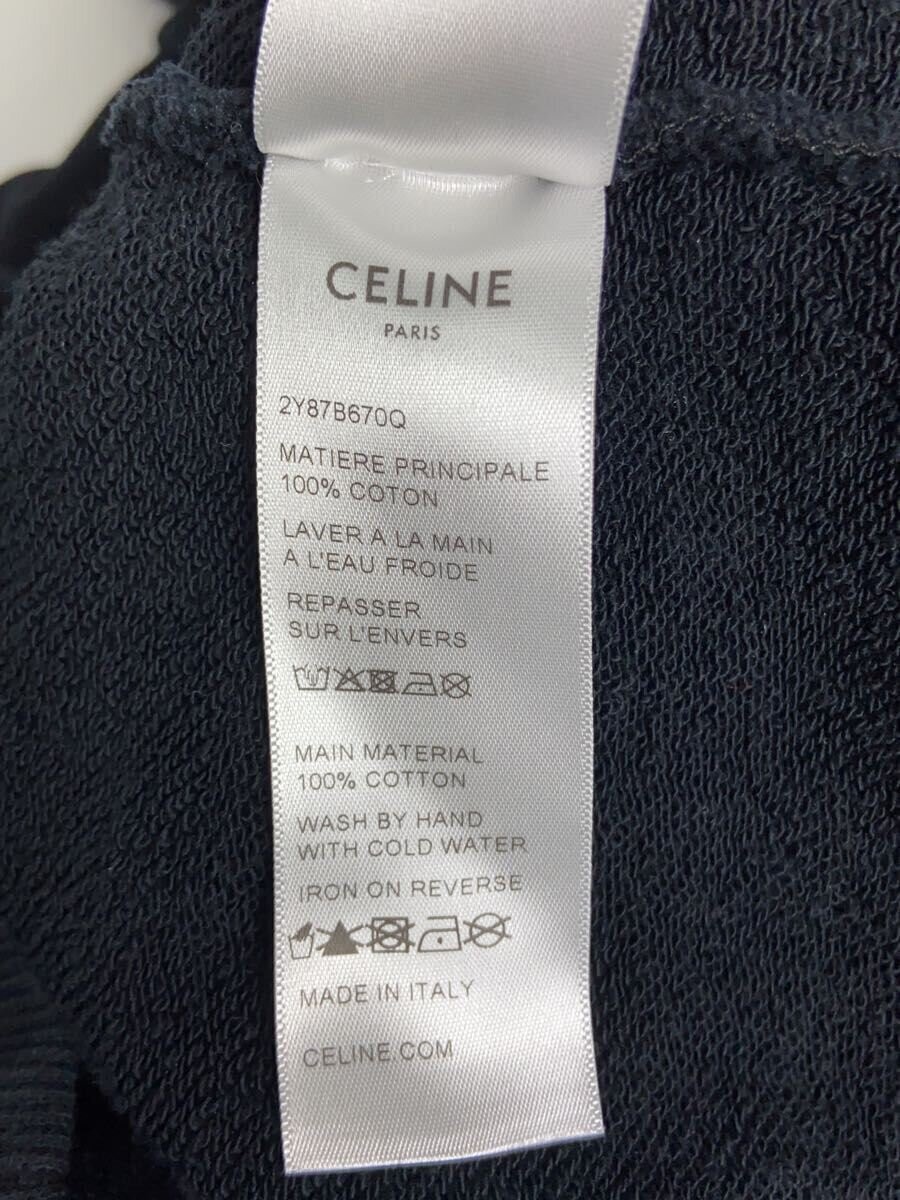 CELINE
PARIS
2Y87B670Q
MATIERE PRINCIPALE
100% COTON
LAVER A LA MAIN
A L'EAU FROIDE
REPASSER
SUR L'ENVERS
MAIN MATERIAL
100% COTTON
WASH BY HAND
WITH COLD WATER
IRON ON REVERSE
MADE IN ITALY
CELINE.COM